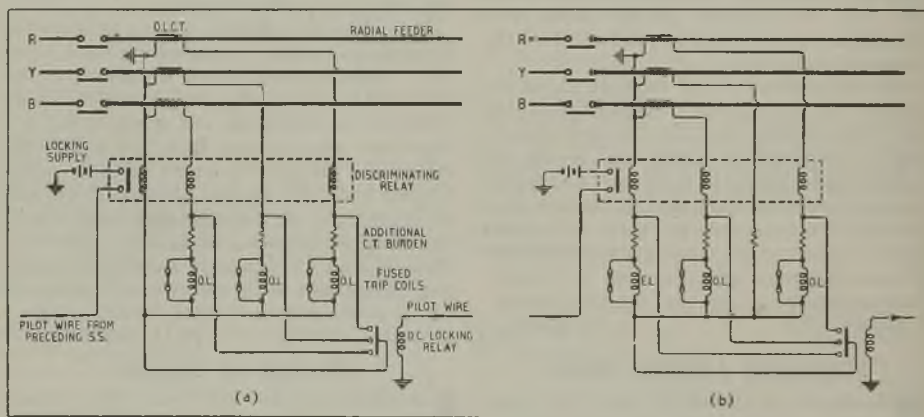 O.L.C.T.
RADIAL FEEDER
R
Y
B
LOCKING
SUPPLY
DISCRIMINATING
RELAY
ADDITIONAL
C.T. BURDEN
FUSED
TRIP COILS
O.L.
O.L.
O.L.
PILOT WIRE
PILOT WIRE FROM
PRECEDING S.S.
D.C. LOCKING
RELAY
(a)
R
Y
B
E.L.
O.L.
O.L.
(b)